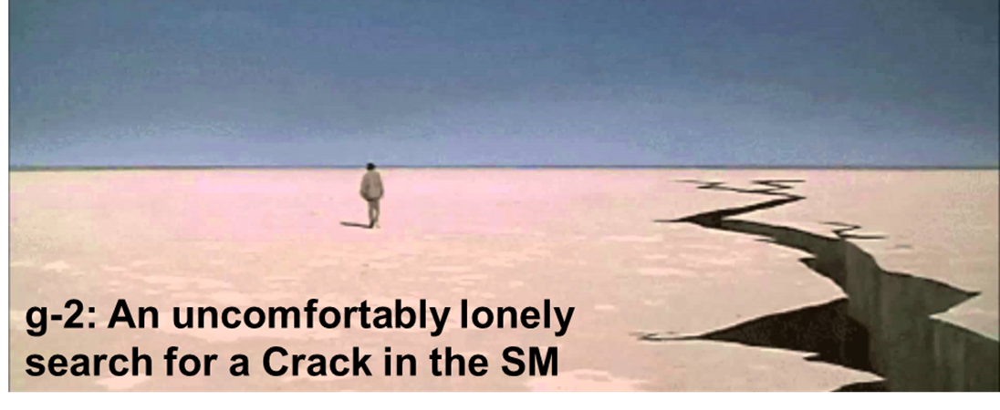 g-2: An uncomfortably lonely
search for a Crack in the SM